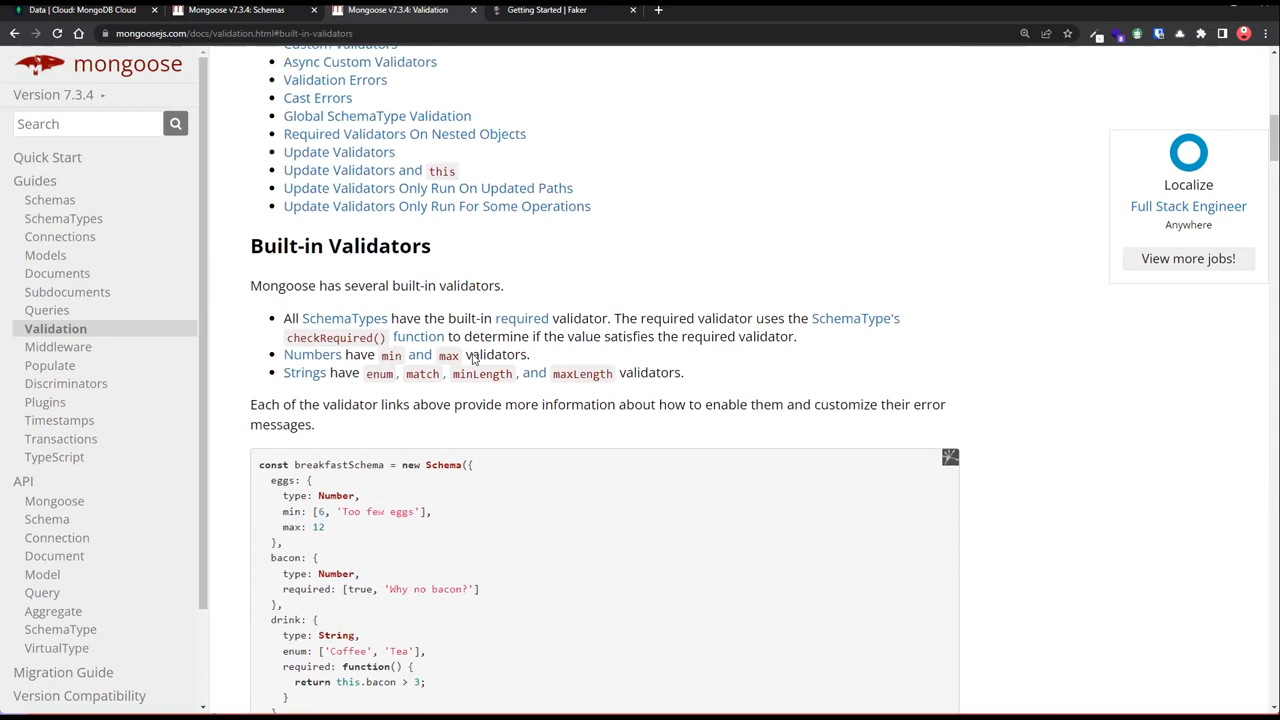 Data | Cloud: MongoDB Cloud
Mongoose v7.3.4: Schemas
Mongoose v7.3.4: Validation
Getting Started | Faker
mongoosejs.com/docs/validation.html#built-in-validators
mongoose
Version 7.3.4
Search
Quick Start
Guides
Schemas
SchemaTypes
Connections
Models
Documents
Subdocuments
Queries
Validation
Middleware
Populate
Discriminators
Plugins
Timestamps
Transactions
TypeScript
API
Mongoose
Schema
Connection
Document
Model
Query
Aggregate
SchemaType
VirtualType
Migration Guide
Version Compatibility
Custom Validators
Async Custom Validators
Validation Errors
Cast Errors
Global SchemaType Validation
Required Validators On Nested Objects
Update Validators
Update Validators and this
Update Validators Only Run On Updated Paths
Update Validators Only Run For Some Operations
Built-in Validators
Mongoose has several built-in validators.
All SchemaTypes have the built-in required validator. The required validator uses the SchemaType's
checkRequired() function to determine if the value satisfies the required validator.
Numbers have min and max validators.
Strings have enum, match, minLength, and maxLength validators.
Each of the validator links above provide more information about how to enable them and customize their error
messages.
const breakfastSchema = new Schema({
eggs: {
type: Number,
min: [6, 'Too few eggs'],
max: 12
},
bacon: {
type: Number,
required: [true, 'Why no bacon?']
},
drink: {
type: String,
enum: ['Coffee', 'Tea'],
required: function() {
return this.bacon > 3;
}
}
Localize
Full Stack Engineer
Anywhere
View more jobs!